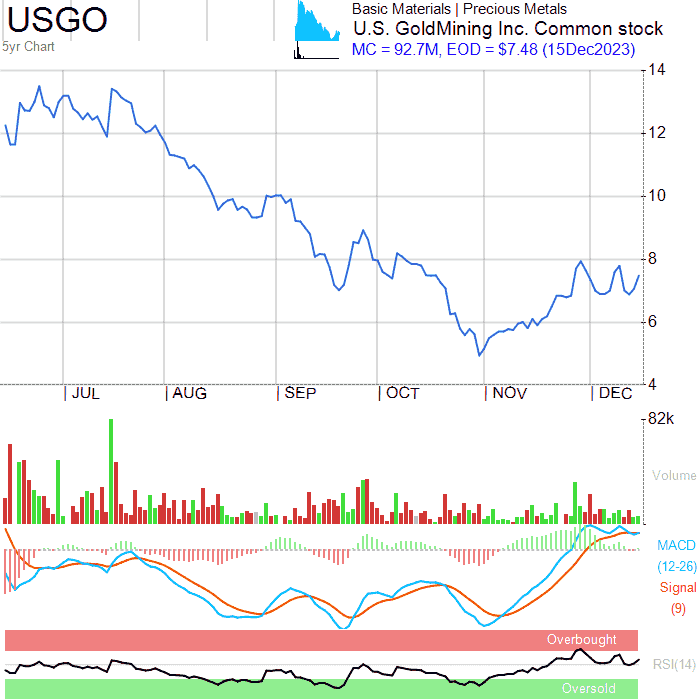 USGO
5yr Chart
Basic Materials | Precious Metals
U.S. GoldMining Inc. Common stock
MC = 92.7M, EOD = $7.48 (15Dec2023)
14
12
10
8
6
4
JUL AUG SEP OCT NOV DEC
82k
Volume
MACD
(12-26)
Signal
(9)
Overbought
RSI(14)
Oversold